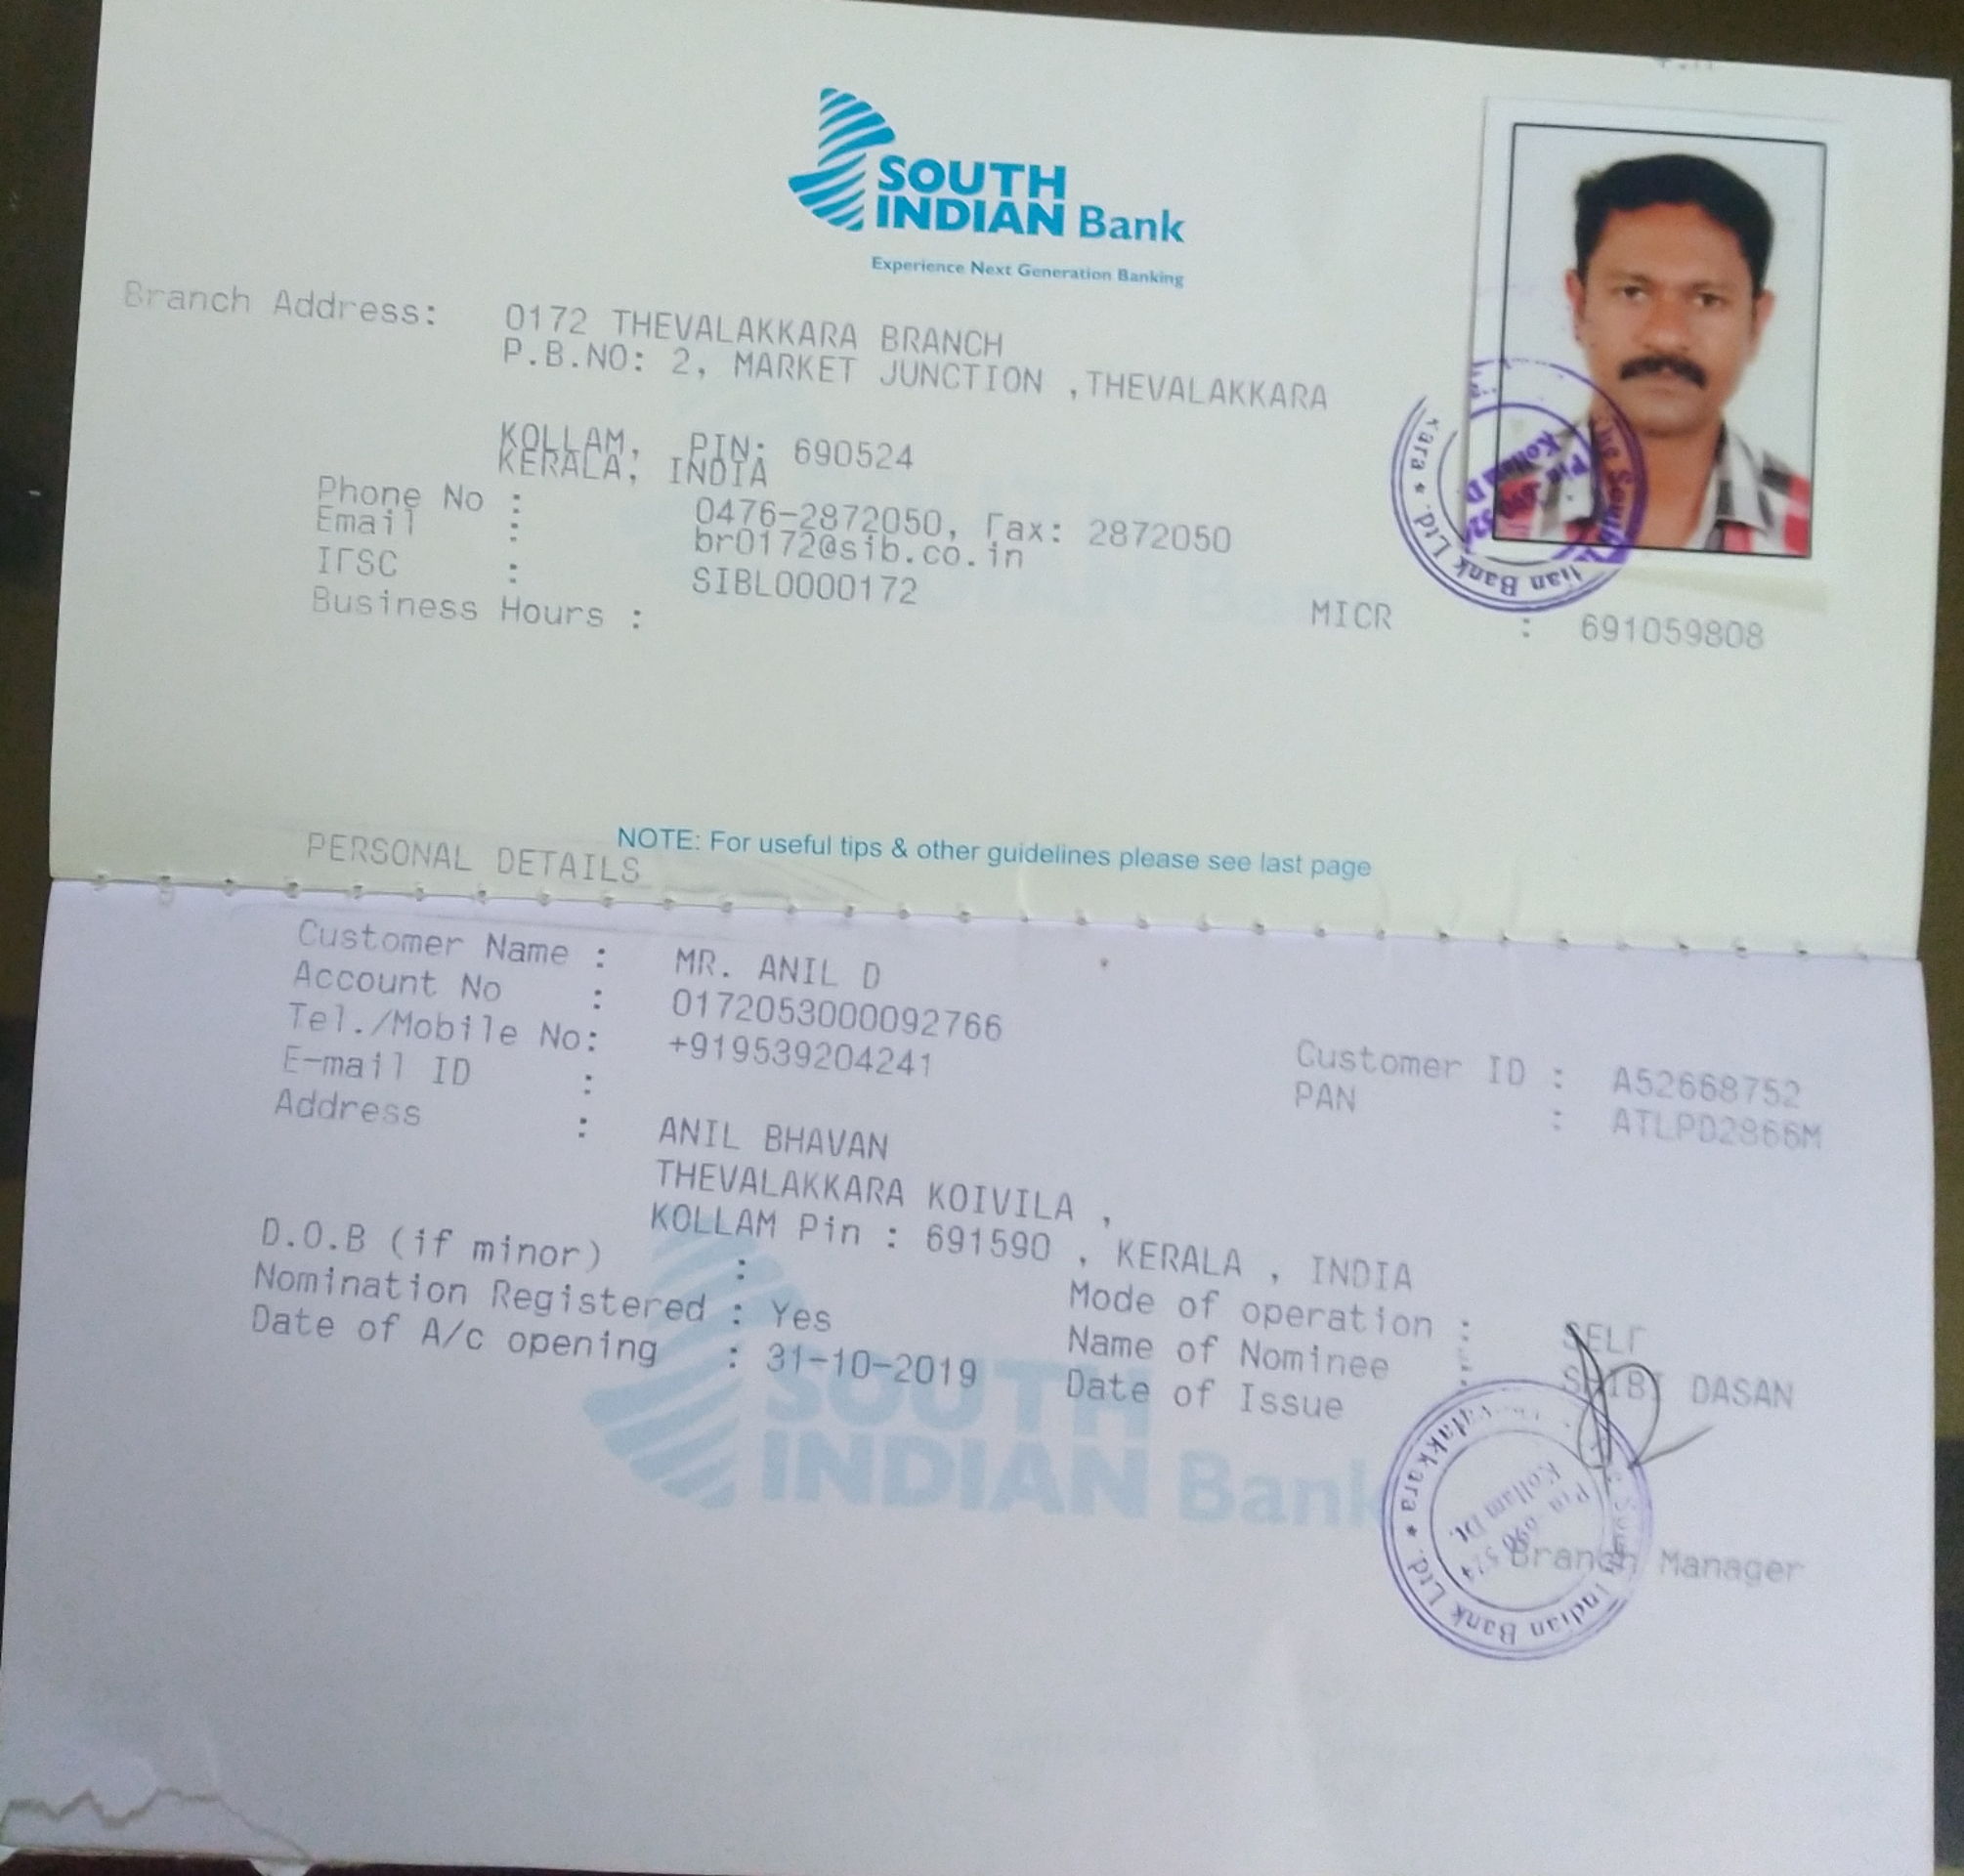 SOUTH
INDIAN Bank
Experience Next Generation Banking
Branch Address: 0172 THEVALAKKARA BRANCH
P.B.NO: 2, MARKET JUNCTION ,THEVALAKKARA
KOLLAM, PIN: 690524
KERALA, INDIA
Phone No : 0476-2872050, Fax: 2872050
Email : br0172@sib.co.in
IFSC : SIBL0000172
MICR : 691059808
Business Hours :
NOTE: For useful tips & other guidelines please see last page
PERSONAL DETAILS
Customer Name : MR. ANIL D
Account No : 0172053000092766
Tel./Mobile No: +919539204241
Customer ID : A52668752
E-mail ID :
PAN : ATLPD2866M
Address : ANIL BHAVAN
THEVALAKKARA KOIVILA ,
KOLLAM Pin : 691590 , KERALA , INDIA
D.O.B (if minor) :
Mode of operation : SELF
Nomination Registered : Yes
Name of Nominee : SHIBI DASAN
Date of A/c opening : 31-10-2019
Date of Issue
SOUTH
INDIAN Bank
Indian Bank Ltd. * 
Pin 690 574
Kollam Dt.
Branch Manager